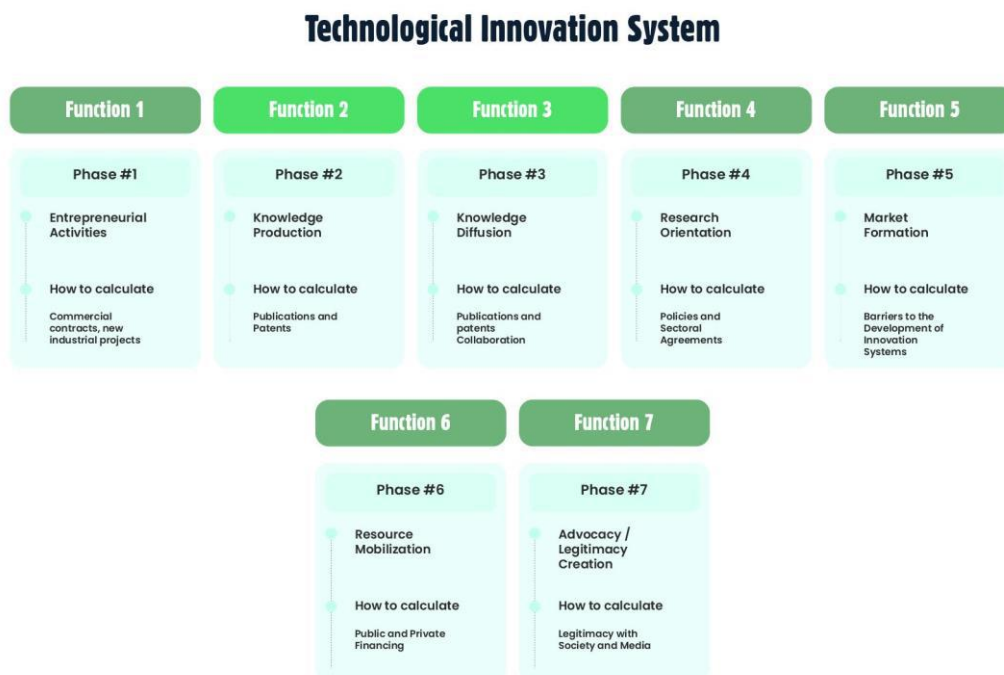 Technological Innovation System
Function 1
Function 2
Function 3
Function 4
Function 5
Phase #1
Phase #2
Phase #3
Phase #4
Phase #5
Entrepreneurial
Activities
Knowledge
Production
Knowledge
Diffusion
Research
Orientation
Market
Formation
How to calculate
How to calculate
How to calculate
How to calculate
How to calculate
Commercial
contracts, new
industrial projects
Publications and
Patents
Publications and
patents
Collaboration
Policies and
Sectoral
Agreements
Barriers to the
Development of
Innovation
Systems
Function 6
Function 7
Phase #6
Phase #7
Resource
Mobilization
Advocacy /
Legitimacy
Creation
How to calculate
How to calculate
Public and Private
Financing
Legitimacy with
Society and Media